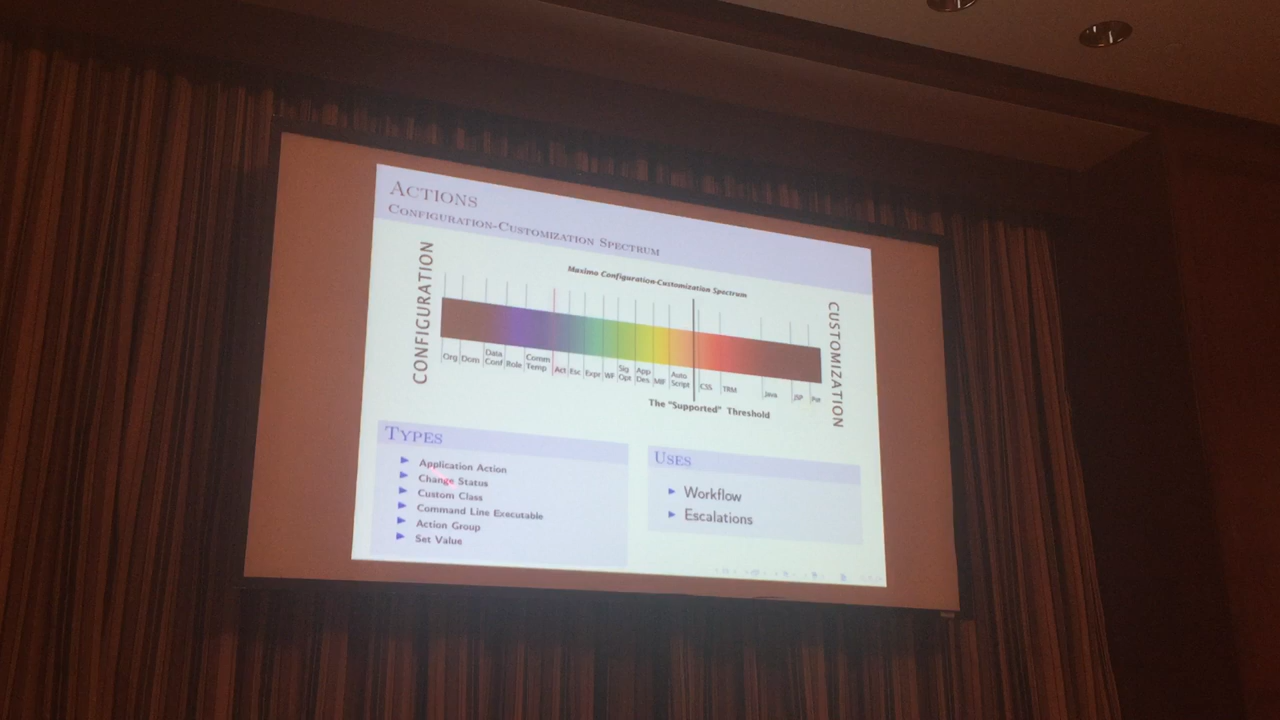 ACTIONS
CONFIGURATION-CUSTOMIZATION SPECTRUM
Maximo Configuration-Customization Spectrum
CONFIGURATION
CUSTOMIZATION
Org Dom Data Conf Role Comm Temp Act Esc Expr WF Sig Opt App Des MIF Auto Script CSS TRM Java JSP
The "Supported" Threshold
TYPES
Application Action
Change Status
Custom Class
Command Line Executable
Action Group
Set Value
USES
Workflow
Escalations